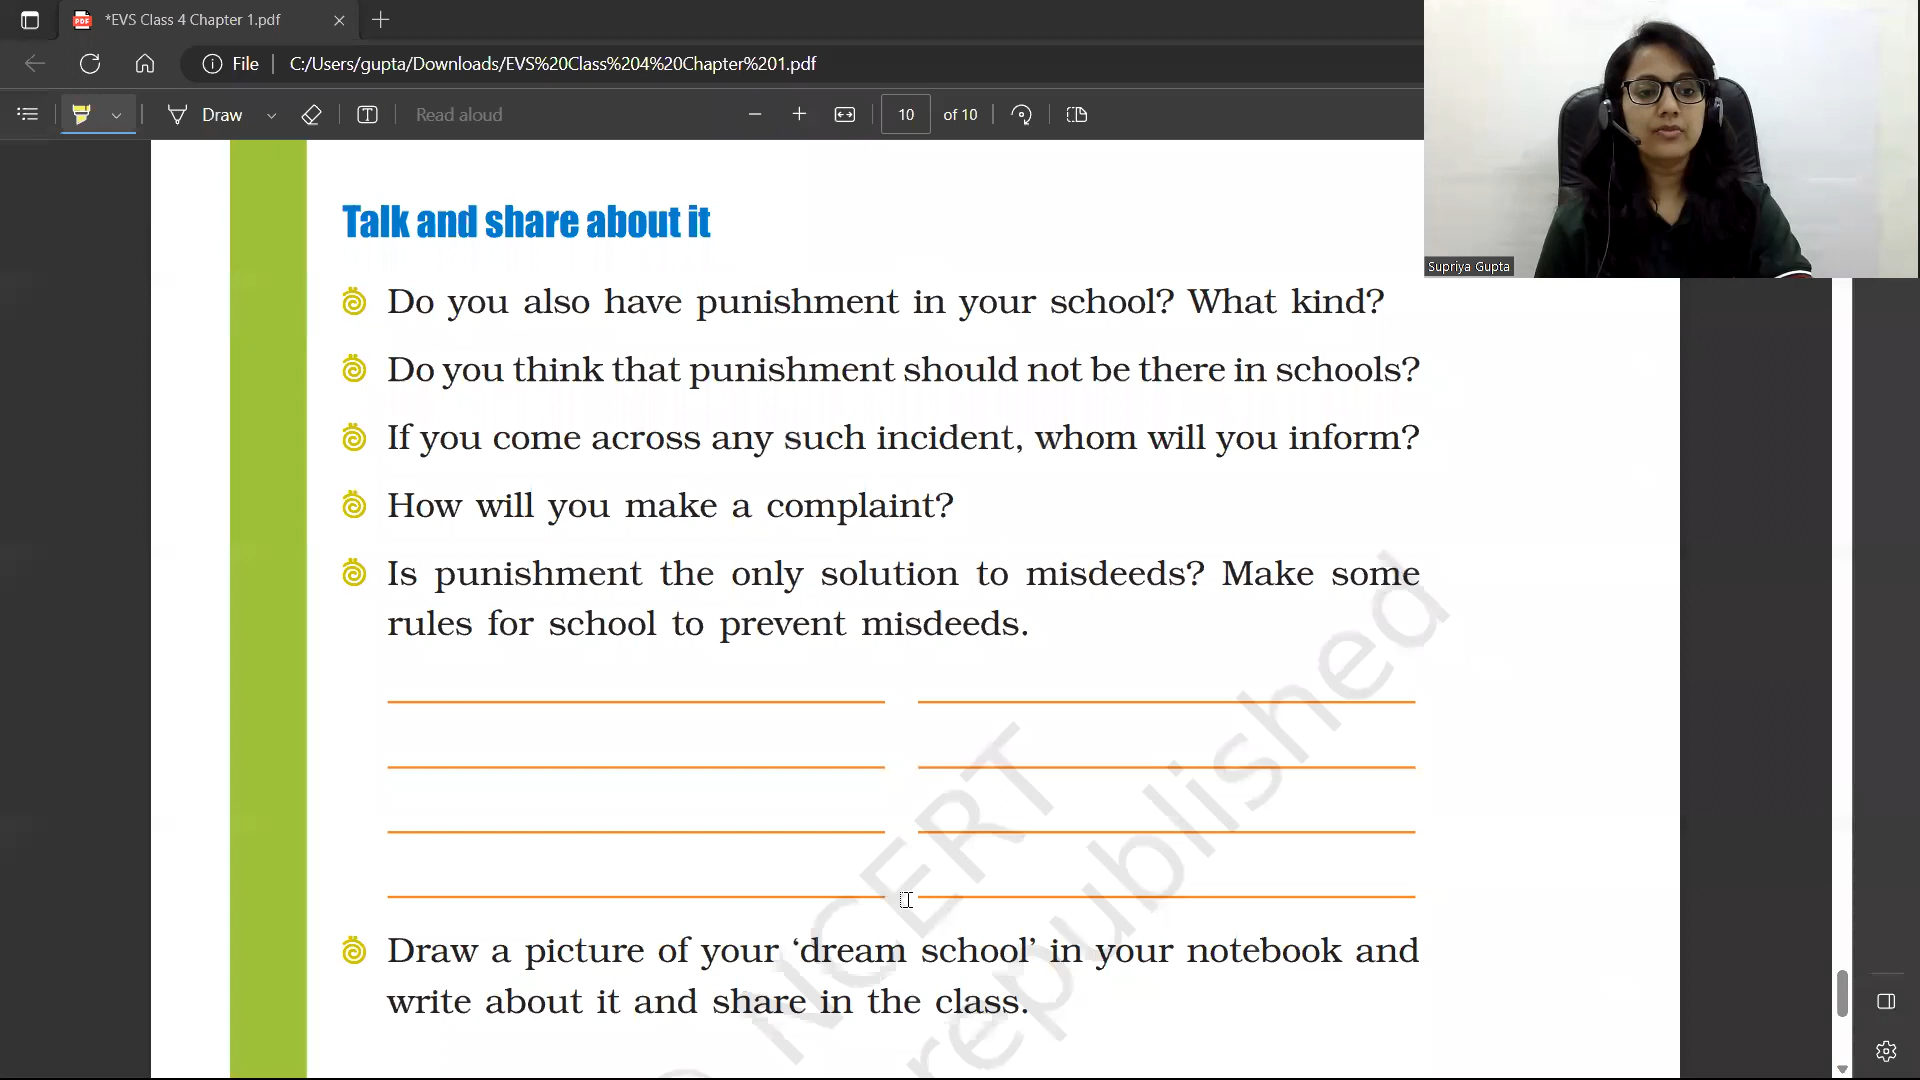 *EVS Class 4 Chapter 1.pdf
File
C:/Users/gupta/Downloads/EVS%20Class%204%20Chapter%201.pdf
Draw
Read aloud
10
of 10
Supriya Gupta
Talk and share about it
Do you also have punishment in your school? What kind?
Do you think that punishment should not be there in schools?
If you come across any such incident, whom will you inform?
How will you make a complaint?
Is punishment the only solution to misdeeds? Make some
rules for school to prevent misdeeds.
Draw a picture of your ‘dream school’ in your notebook and
write about it and share in the class.
© NCERT
republished